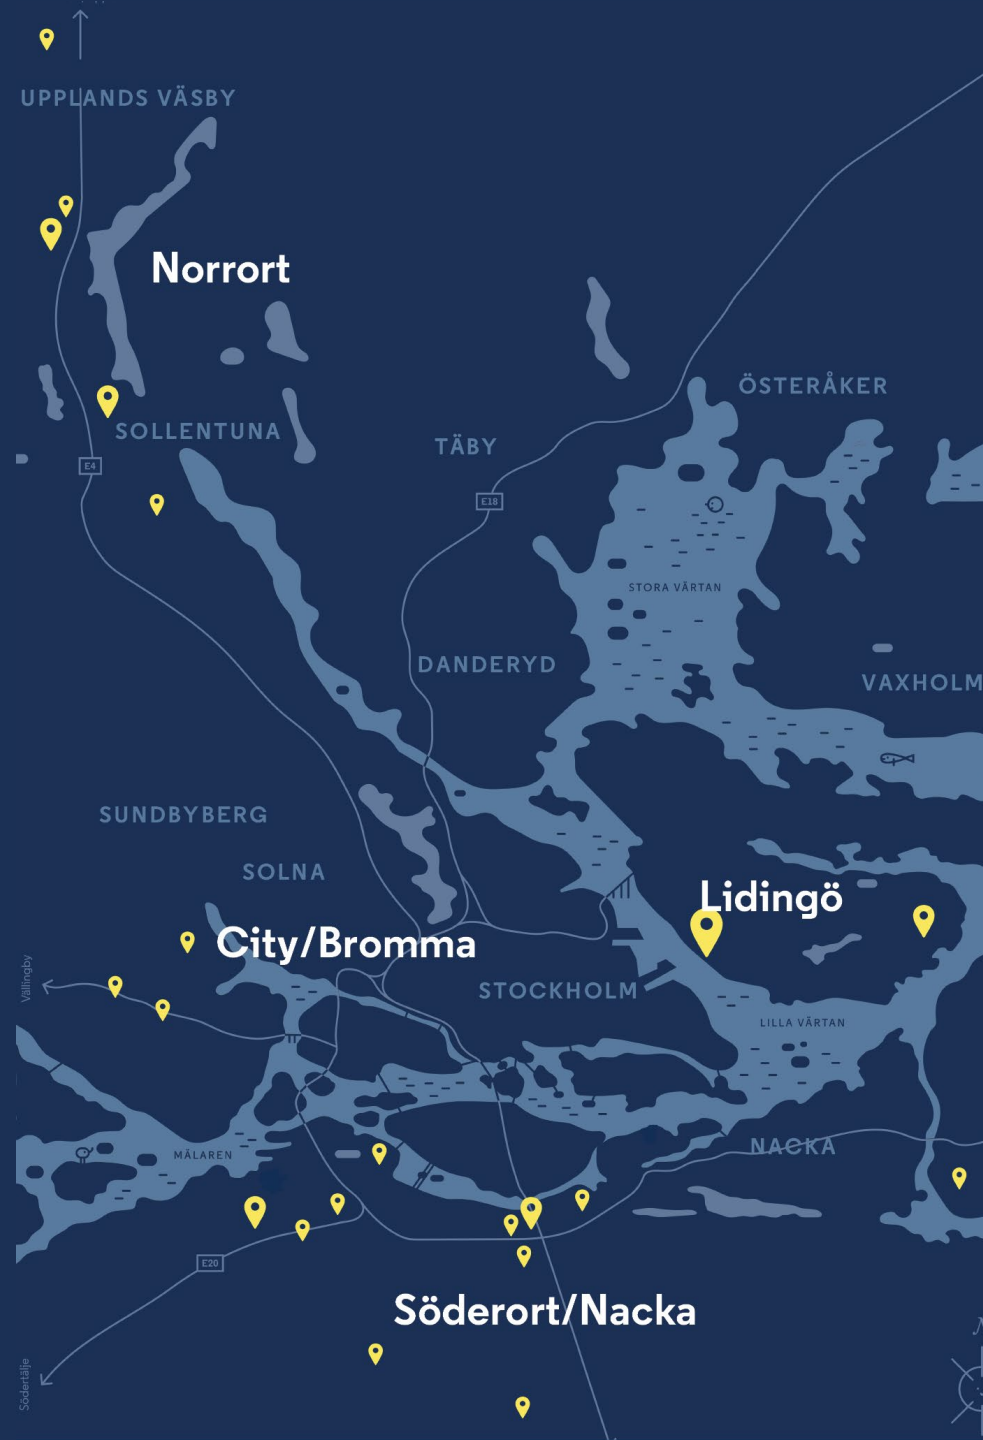 UPPLANDS VÄSBY
Norrort
ÖSTERÅKER
SOLLENTUNA
TÄBY
E4
E18
STORA VÄRTAN
DANDERYD
VAXHOLM
SUNDBYBERG
SOLNA
Lidingö
City/Bromma
Vällingby
STOCKHOLM
LILLA VÄRTAN
NACKA
MÄLAREN
E20
Söderort/Nacka
Södertälje